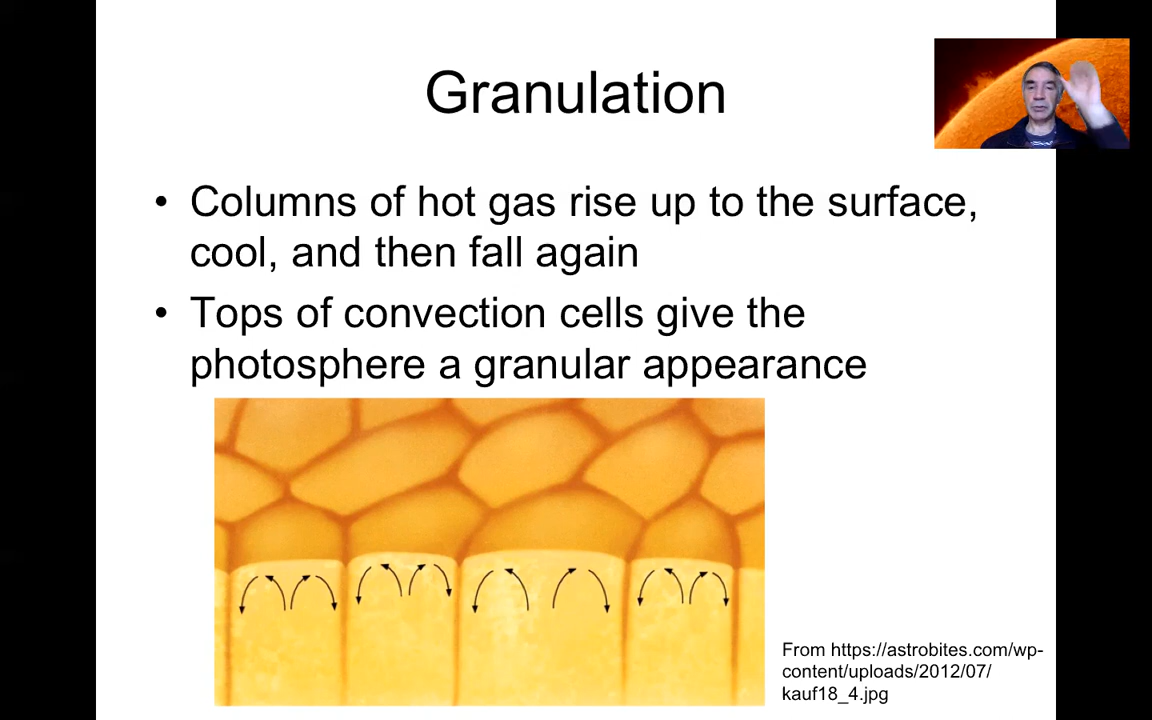 Granulation
• Columns of hot gas rise up to the surface,
cool, and then fall again
• Tops of convection cells give the
photosphere a granular appearance
From https://astrobites.com/wp-
content/uploads/2012/07/
kauf18_4.jpg